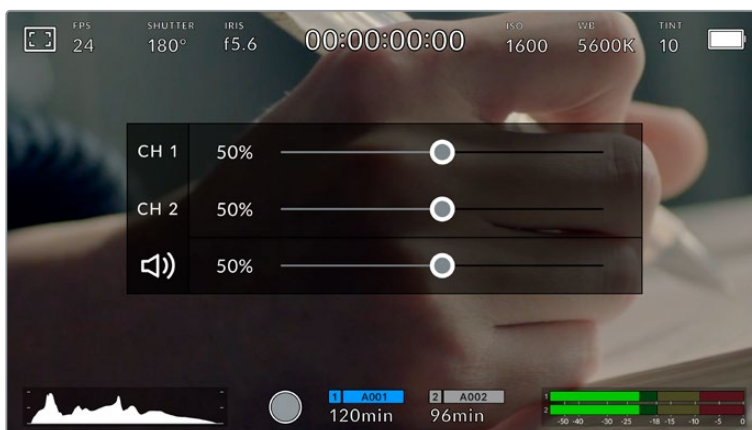 FPS SHUTTER IRIS ISO WB TINT
24 180° f5.6 00:00:00:00 1600 5600K 10
CH 1 50%
CH 2 50%
50%
1 A001 2 A002
120min 96min
1
2
-50 -40 -30 -25 -18 -15 -10 -5 0